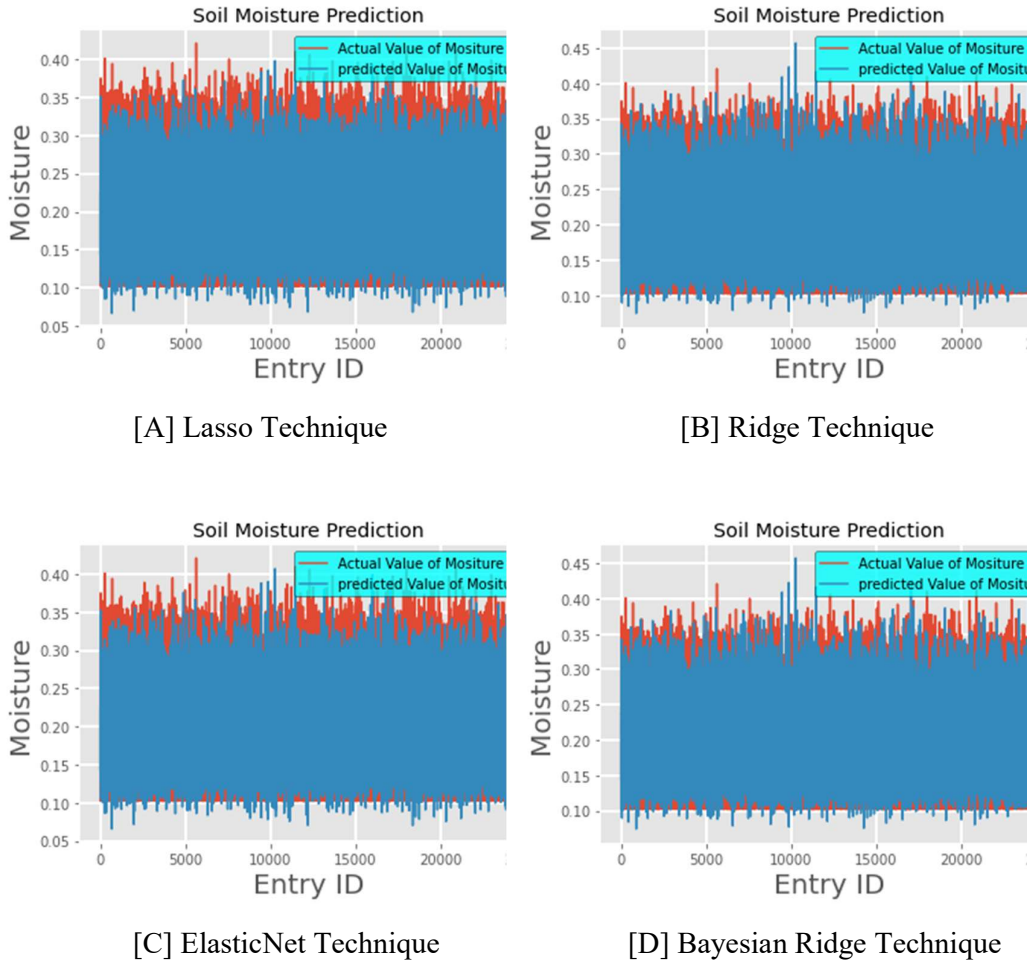 Soil Moisture Prediction
Actual Value of Mositure
predicted Value of Mositu
0.40
0.35
0.30
0.25
0.20
0.15
0.10
0.05
Moisture
0 5000 10000 15000 20000
Entry ID
[A] Lasso Technique
Soil Moisture Prediction
Actual Value of Mositure
predicted Value of Mositu
0.45
0.40
0.35
0.30
0.25
0.20
0.15
0.10
Moisture
0 5000 10000 15000 20000
Entry ID
[B] Ridge Technique
Soil Moisture Prediction
Actual Value of Mositure
predicted Value of Mositu
0.40
0.35
0.30
0.25
0.20
0.15
0.10
0.05
Moisture
0 5000 10000 15000 20000
Entry ID
[C] ElasticNet Technique
Soil Moisture Prediction
Actual Value of Mositure
predicted Value of Mositu
0.45
0.40
0.35
0.30
0.25
0.20
0.15
0.10
Moisture
0 5000 10000 15000 20000
Entry ID
[D] Bayesian Ridge Technique